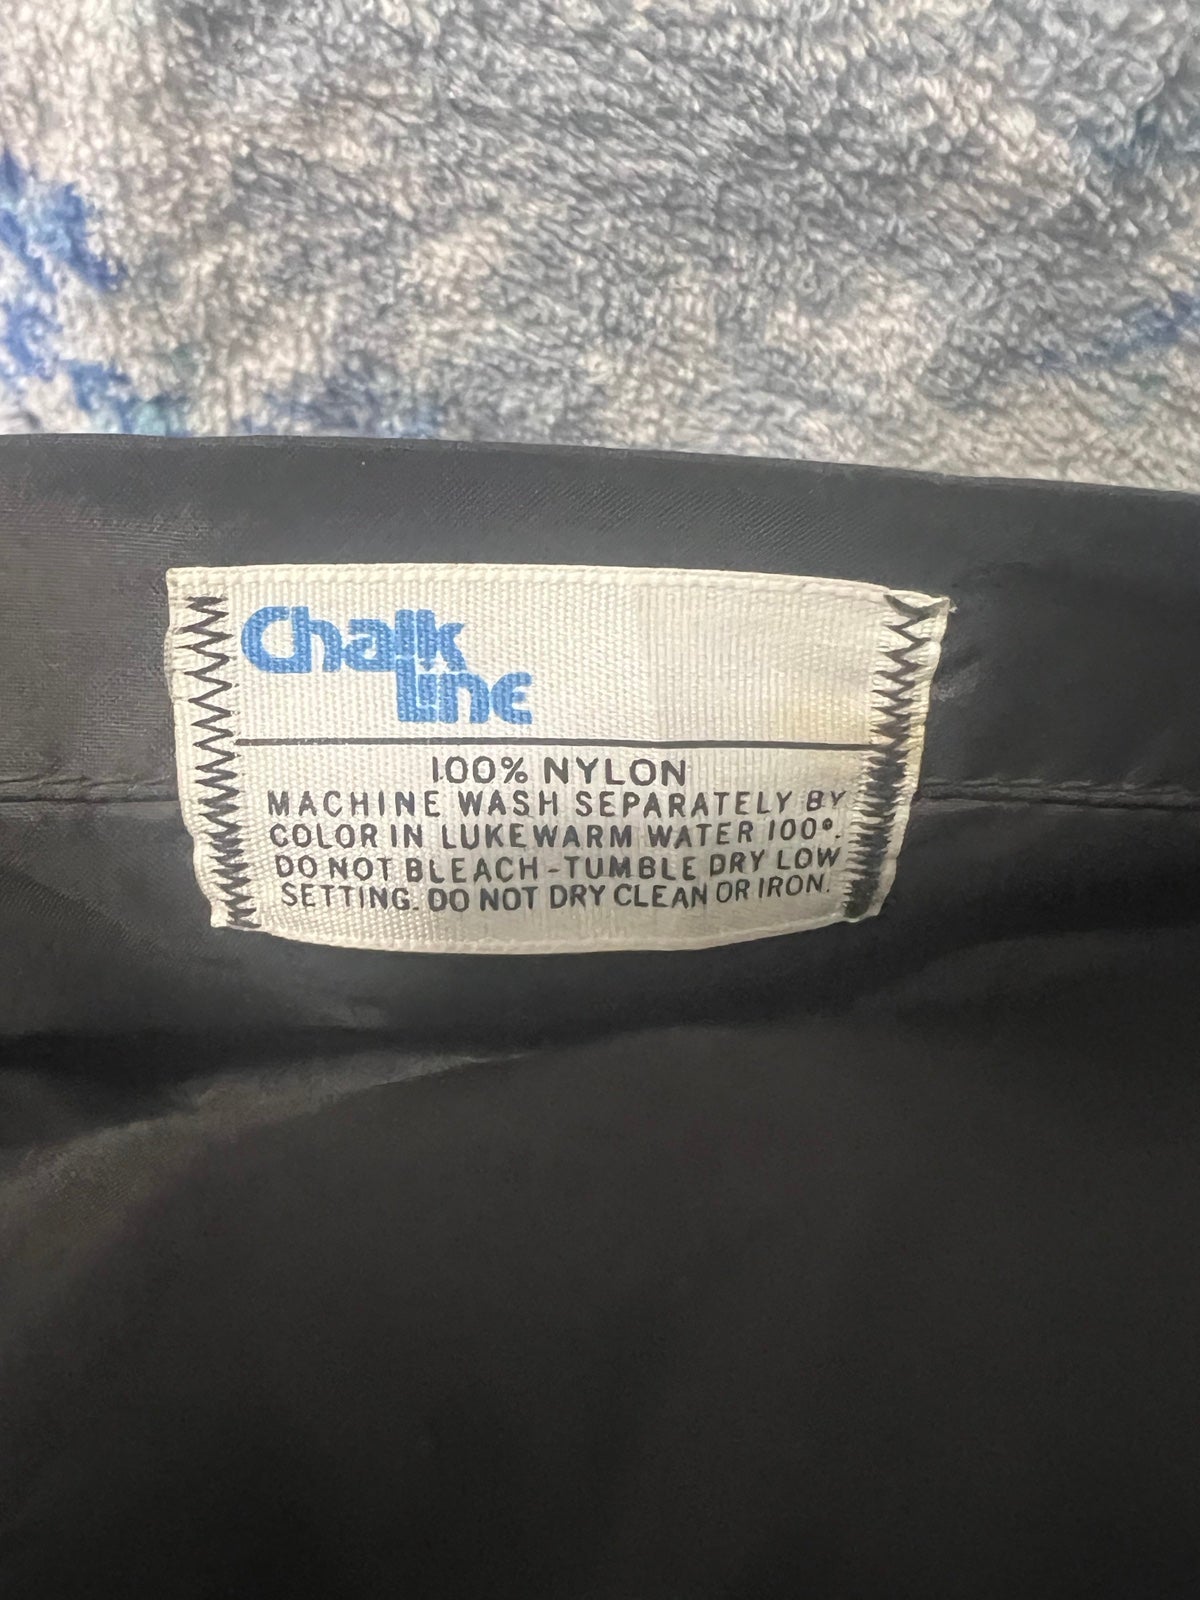 Chalk
Line
100% NYLON
MACHINE WASH SEPARATELY BY
COLOR IN LUKEWARM WATER 100°.
DO NOT BLEACH - TUMBLE DRY LOW
SETTING. DO NOT DRY CLEAN OR IRON.